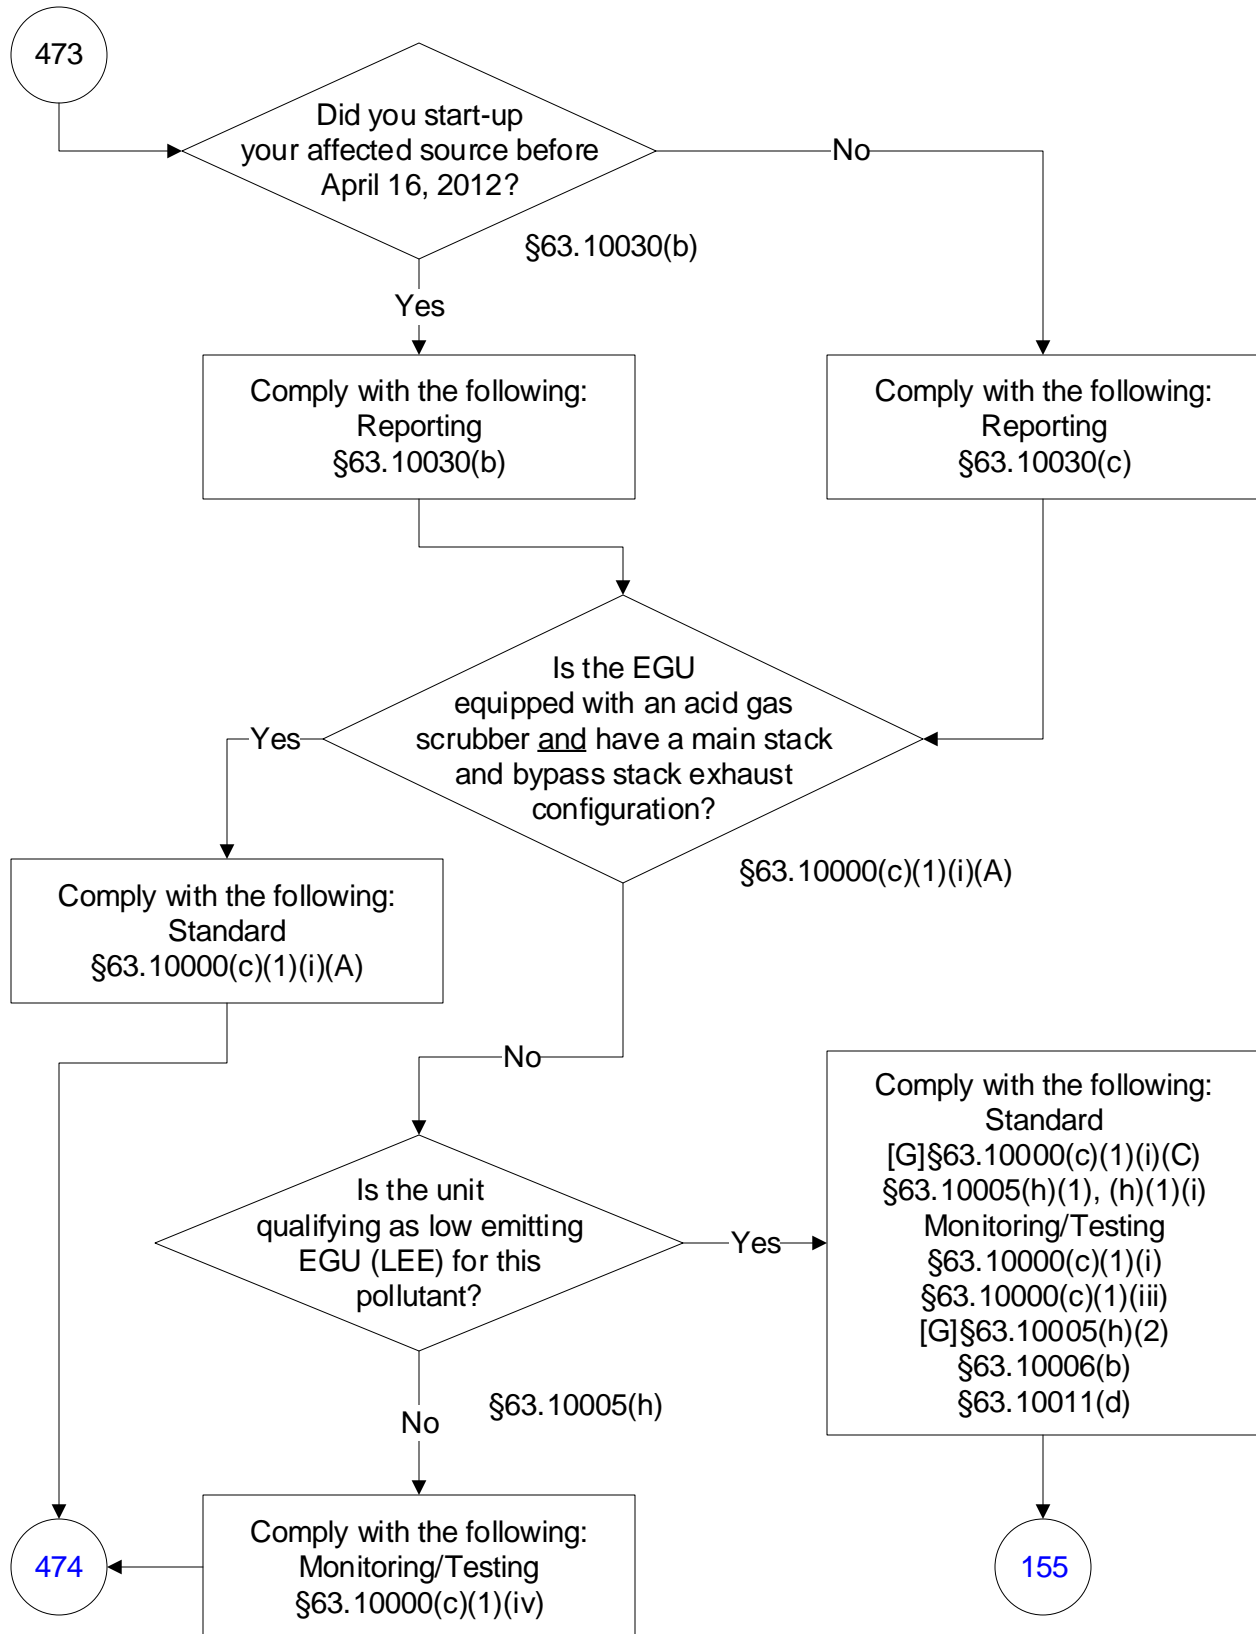 473
Did you start-up
your affected source before
April 16, 2012?
No
§63.10030(b)
Yes
Comply with the following:
Reporting
§63.10030(b)
Comply with the following:
Reporting
§63.10030(c)
Is the EGU
equipped with an acid gas
scrubber and have a main stack
and bypass stack exhaust
configuration?
Yes
§63.10000(c)(1)(i)(A)
Comply with the following:
Standard
§63.10000(c)(1)(i)(A)
No
Is the unit
qualifying as low emitting
EGU (LEE) for this
pollutant?
Yes
Comply with the following:
Standard
[G]§63.10000(c)(1)(i)(C)
§63.10005(h)(1), (h)(1)(i)
Monitoring/Testing
§63.10000(c)(1)(i)
§63.10000(c)(1)(iii)
[G]§63.10005(h)(2)
§63.10006(b)
§63.10011(d)
§63.10005(h)
No
Comply with the following:
Monitoring/Testing
§63.10000(c)(1)(iv)
474
155